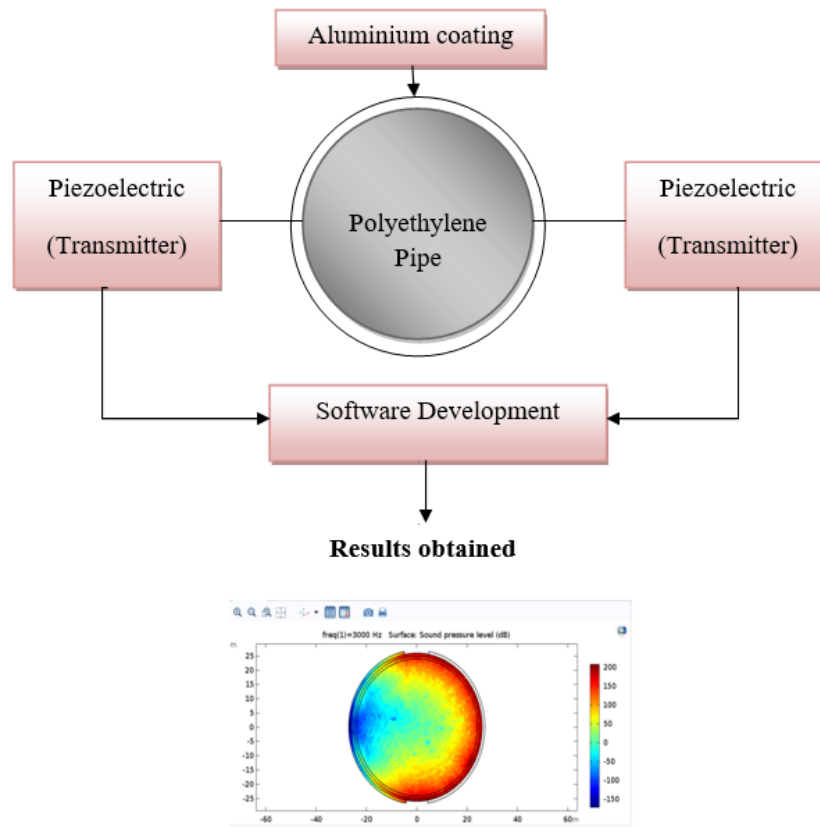 Aluminium coating
Piezoelectric
(Transmitter)
Polyethylene
Pipe
Piezoelectric
(Transmitter)
Software Development
Results obtained
freq(1)=3000 Hz Surface: Sound pressure level (dB)
m
25
20
15
10
5
0
-5
-10
-15
-20
-25
-60
-40
-20
0
20
40
60
m
200
150
100
50
0
-50
-100
-150